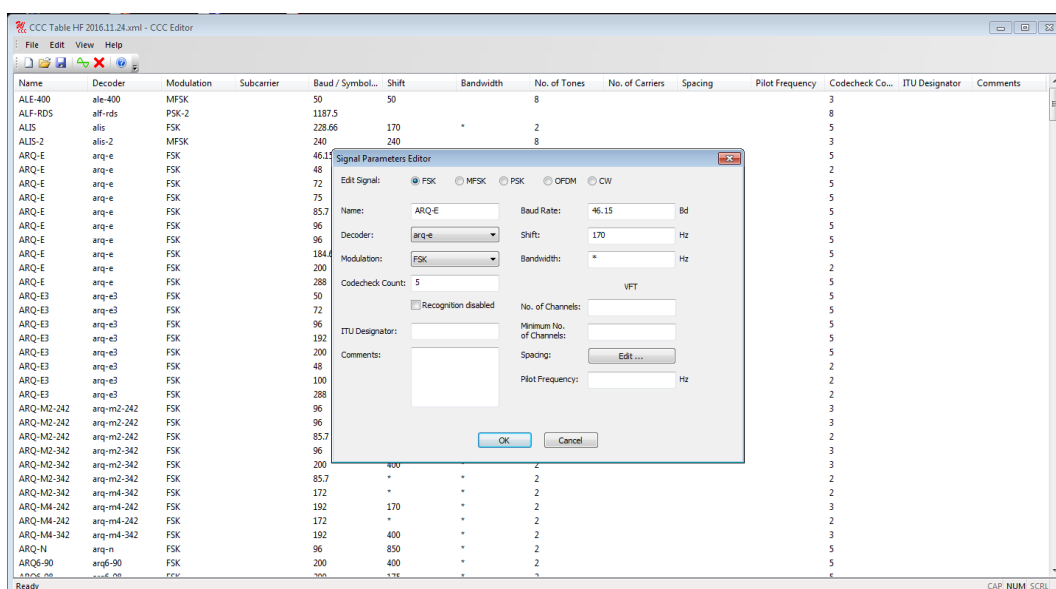 CCC Table HF 2016.11.24.xml - CCC Editor
File Edit View Help
Name Decoder Modulation Subcarrier Baud / Symbol... Shift Bandwidth No. of Tones No. of Carriers Spacing Pilot Frequency Codecheck Co... ITU Designator Comments
ALE-400 ale-400 MFSK 50 50 8 3
ALF-RDS alf-rds PSK-2 1187.5 8
ALIS alis FSK 228.66 170 * 2 5
ALIS-2 alis-2 MFSK 240 240 8 3
ARQ-E arq-e FSK 46.15 5
ARQ-E arq-e FSK 48 2
ARQ-E arq-e FSK 72 5
ARQ-E arq-e FSK 75 5
ARQ-E arq-e FSK 85.7 5
ARQ-E arq-e FSK 96 5
ARQ-E arq-e FSK 96 5
ARQ-E arq-e FSK 184.6 5
ARQ-E arq-e FSK 200 2
ARQ-E arq-e FSK 288 5
ARQ-E3 arq-e3 FSK 50 5
ARQ-E3 arq-e3 FSK 72 5
ARQ-E3 arq-e3 FSK 96 5
ARQ-E3 arq-e3 FSK 192 5
ARQ-E3 arq-e3 FSK 200 5
ARQ-E3 arq-e3 FSK 48 2
ARQ-E3 arq-e3 FSK 100 2
ARQ-E3 arq-e3 FSK 288 2
ARQ-M2-242 arq-m2-242 FSK 96 3
ARQ-M2-242 arq-m2-242 FSK 96 3
ARQ-M2-242 arq-m2-242 FSK 85.7 2
ARQ-M2-342 arq-m2-342 FSK 96 3
ARQ-M2-342 arq-m2-342 FSK 200 400 * 2 3
ARQ-M2-342 arq-m2-342 FSK 85.7 * * 2 2
ARQ-M2-342 arq-m4-342 FSK 172 * * 2 2
ARQ-M4-242 arq-m4-242 FSK 192 170 * 2 3
ARQ-M4-242 arq-m4-242 FSK 172 * * 2 2
ARQ-M4-342 arq-m4-342 FSK 192 400 * 2 3
ARQ-N arq-n FSK 96 850 * 2 5
ARQ6-90 arq6-90 FSK 200 400 * 2 5
ARQ6-98 arq6-98 FSK 200 175 * 2 5
Signal Parameters Editor
Edit Signal: FSK MFSK PSK OFDM CW
Name: ARQ-E Baud Rate: 46.15 Bd
Decoder: arq-e Shift: 170 Hz
Modulation: FSK Bandwidth: * Hz
Codecheck Count: 5 VFT
Recognition disabled No. of Channels:
ITU Designator: Minimum No.
of Channels:
Comments: Spacing: Edit ...
Pilot Frequency: Hz
OK Cancel
Ready CAP NUM SCRL